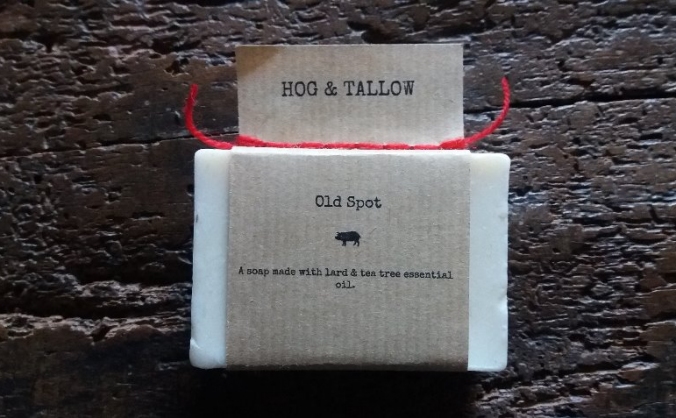 HOG & TALLOW
Old Spot
A soap made with lard & tea tree essential
oil.